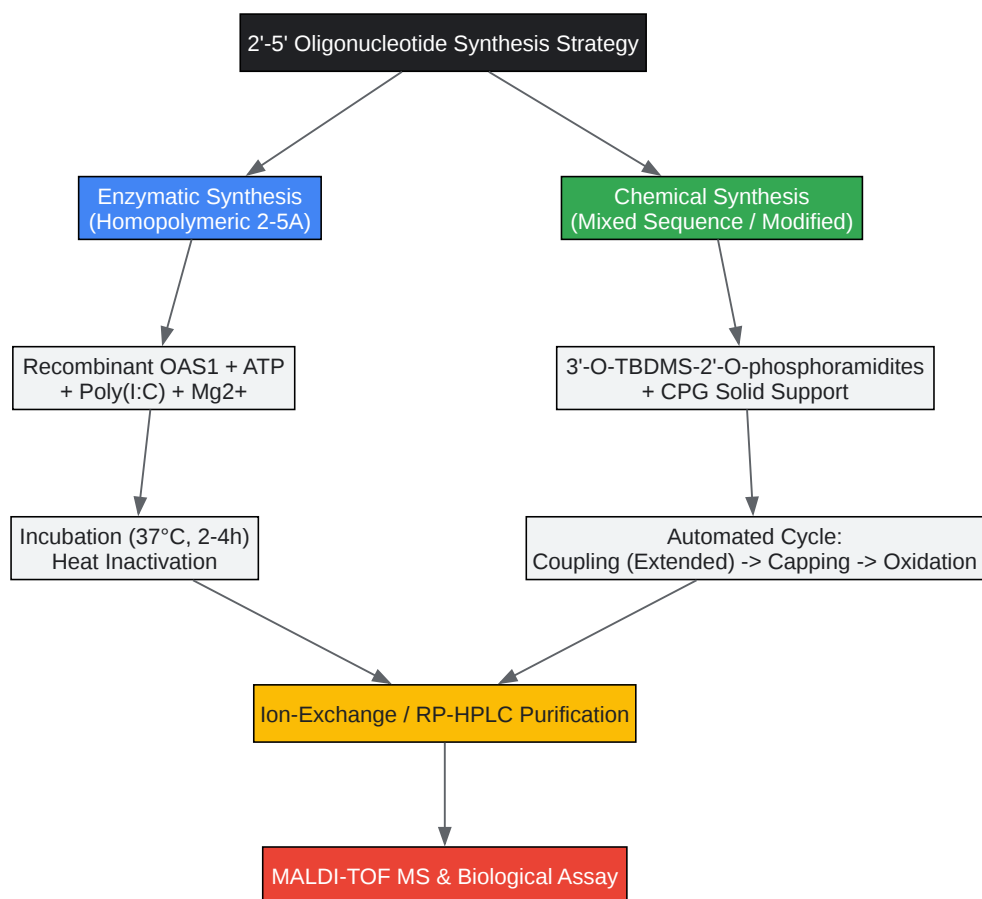 2'-5' Oligonucleotide Synthesis Strategy
Enzymatic Synthesis
(Homopolymeric 2-5A)
Chemical Synthesis
(Mixed Sequence / Modified)
Recombinant OAS1 + ATP
+ Poly(I:C) + Mg2+
3'-O-TBDMS-2'-O-phosphoramidites
+ CPG Solid Support
Incubation (37°C, 2-4h)
Heat Inactivation
Automated Cycle:
Coupling (Extended) -> Capping -> Oxidation
Ion-Exchange / RP-HPLC Purification
MALDI-TOF MS & Biological Assay